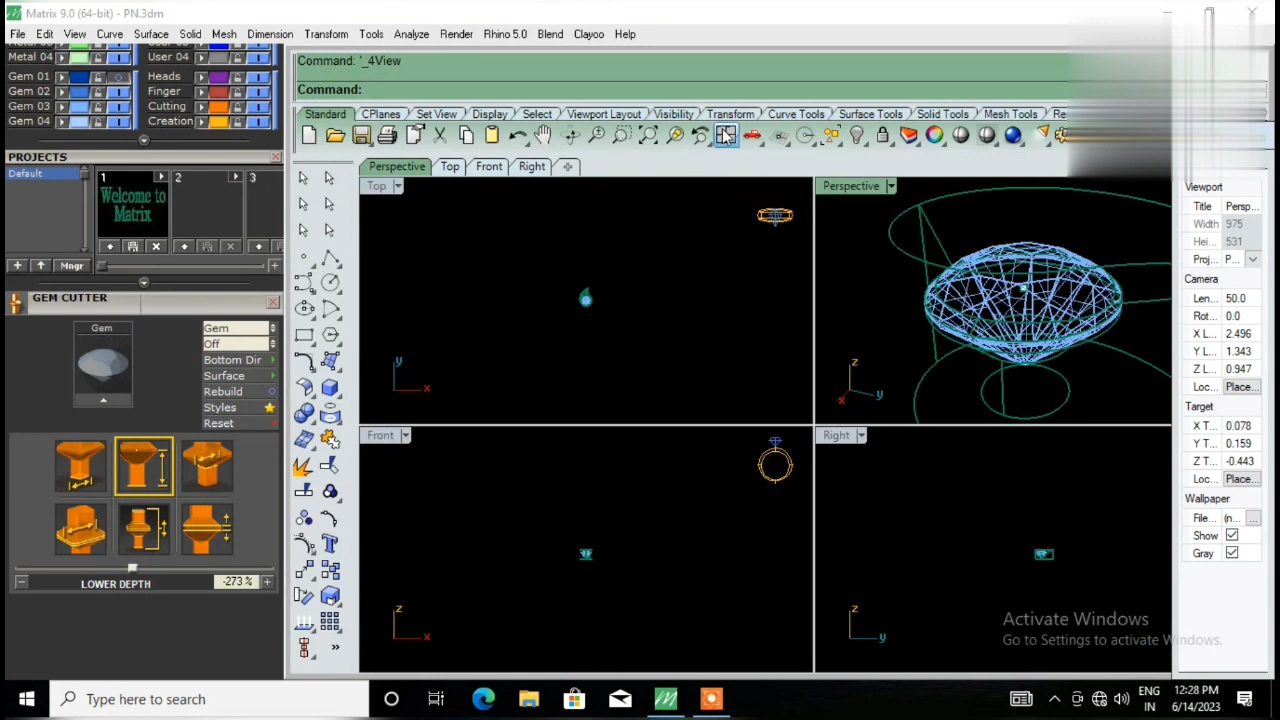 Matrix 9.0 (64-bit) - PN.3dm
File Edit View Curve Surface Solid Mesh Dimension Transform Tools Analyze Render Rhino 5.0 Blend Clayoo Help
Metal 04 User 04
Gem 01 Heads
Gem 02 Finger
Gem 03 Cutting
Gem 04 Creation
Command: '_4View
Command:
Standard CPlanes Set View Display Select Viewport Layout Visibility Transform Curve Tools Surface Tools Solid Tools Mesh Tools Re
PROJECTS
Default
1 2 3
Welcome to
Matrix
Mngr
GEM CUTTER
Gem
Gem
Off
Bottom Dir
Surface
Rebuild
Styles
Reset
LOWER DEPTH -273 %
Perspective Top Front Right
Top
y
x
Perspective
z
x
y
Front
z
x
Right
z
y
Viewport
Title Persp...
Width 975
Hei... 531
Proj... P...
Camera
Len... 50.0
Rot... 0.0
X L... 2.496
Y L... 1.343
Z L... 0.947
Loc... Place...
Target
X T... 0.078
Y T... 0.159
Z T... -0.443
Loc... Place...
Wallpaper
File... (n... ...
Show
Gray
Activate Windows
Go to Settings to activate Windows.
Type here to search
ENG
IN
12:28 PM
6/14/2023